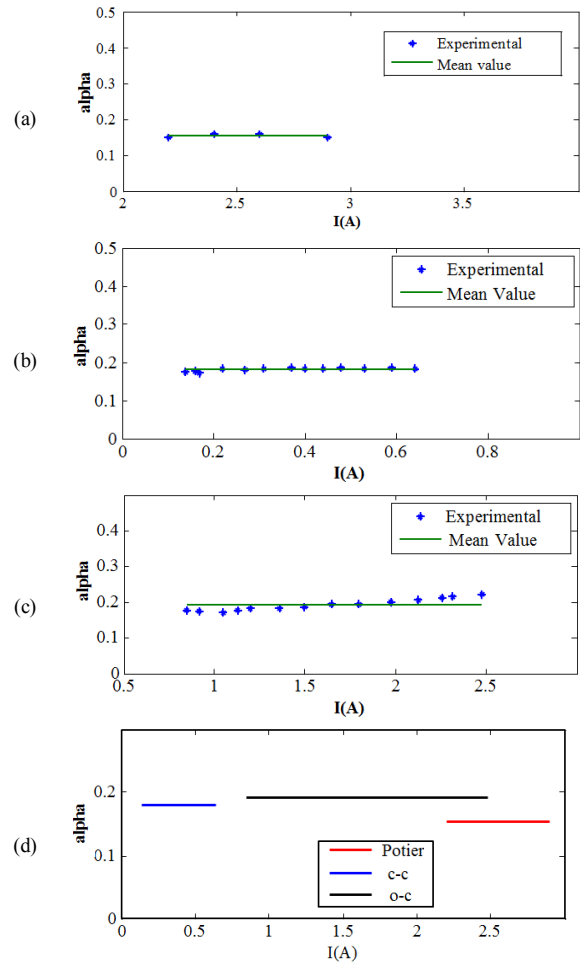 (a)
alpha
0.5
0.4
0.3
0.2
0.1
0
Experimental
Mean value
2 2.5 3 3.5
I(A)
(b)
alpha
0.5
0.4
0.3
0.2
0.1
0
Experimental
Mean Value
0 0.2 0.4 0.6 0.8
I(A)
(c)
alpha
0.4
0.3
0.2
0.1
0
Experimental
Mean Value
0.5 1 1.5 2 2.5
I(A)
(d)
alpha
0.2
0.1
0
Potier
c-c
o-c
0 0.5 1 1.5 2 2.5
I(A)